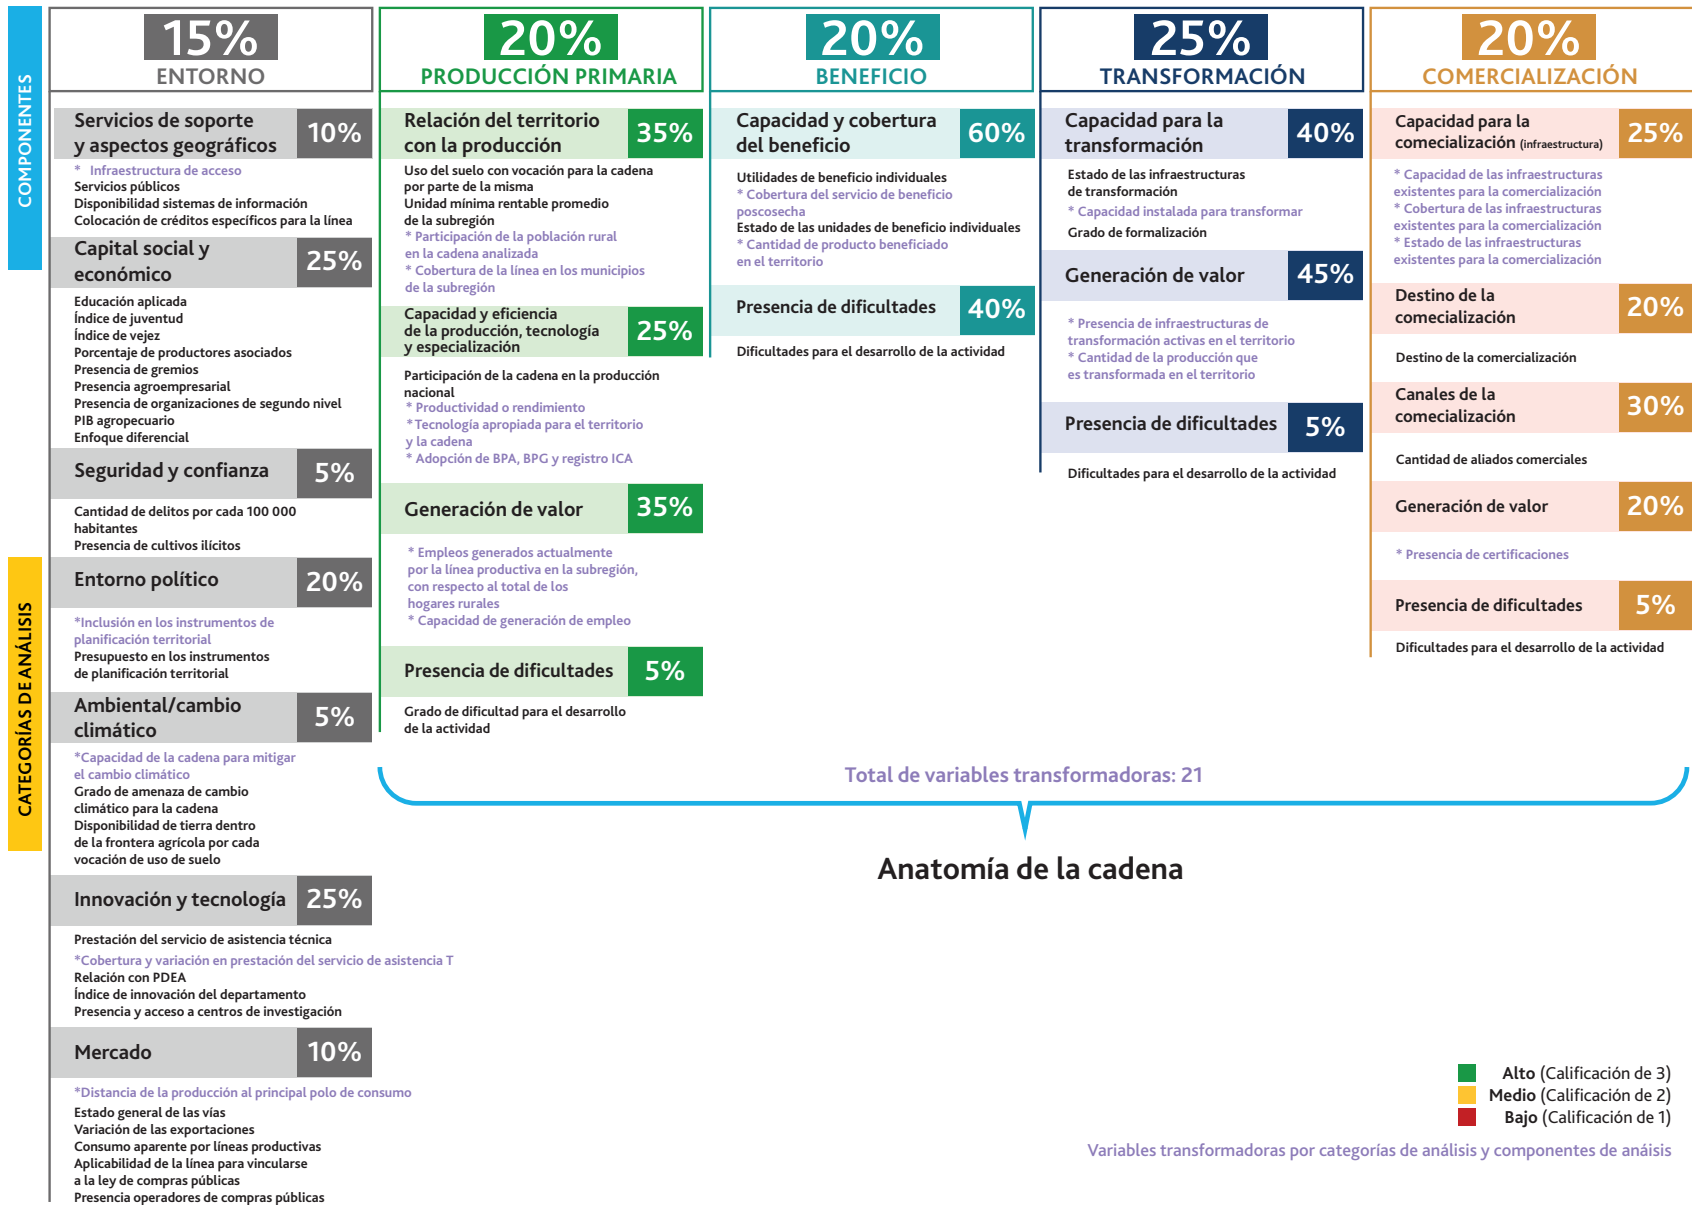 COMPONENTES
CATEGORÍAS DE ANÁLISIS
15%
ENTORNO
Servicios de soporte
y aspectos geográficos
10%
* Infraestructura de acceso
Servicios públicos
Disponibilidad sistemas de información
Colocación de créditos específicos para la línea
Capital social y
económico
25%
Educación aplicada
Índice de juventud
Índice de vejez
Porcentaje de productores asociados
Presencia de gremios
Presencia agroempresarial
Presencia de organizaciones de segundo nivel
PIB agropecuario
Enfoque diferencial
Seguridad y confianza
5%
Cantidad de delitos por cada 100 000
habitantes
Presencia de cultivos ilícitos
Entorno político
20%
*Inclusión en los instrumentos de
planificación territorial
Presupuesto en los instrumentos
de planificación territorial
Ambiental/cambio
climático
5%
*Capacidad de la cadena para mitigar
el cambio climático
Grado de amenaza de cambio
climático para la cadena
Disponibilidad de tierra dentro
de la frontera agrícola por cada
vocación de uso de suelo
Innovación y tecnología
25%
Prestación del servicio de asistencia técnica
*Cobertura y variación en prestación del servicio de asistencia T
Relación con PDEA
Índice de innovación del departamento
Presencia y acceso a centros de investigación
Mercado
10%
*Distancia de la producción al principal polo de consumo
Estado general de las vías
Variación de las exportaciones
Consumo aparente por líneas productivas
Aplicabilidad de la línea para vincularse
a la ley de compras públicas
Presencia operadores de compras públicas
20%
PRODUCCIÓN PRIMARIA
Relación del territorio
con la producción
35%
Uso del suelo con vocación para la cadena
por parte de la misma
Unidad mínima rentable promedio
de la subregión
* Participación de la población rural
en la cadena analizada
* Cobertura de la línea en los municipios
de la subregión
Capacidad y eficiencia
de la producción, tecnología
y especialización
25%
Participación de la cadena en la producción
nacional
* Productividad o rendimiento
*Tecnología apropiada para el territorio
y la cadena
* Adopción de BPA, BPG y registro ICA
Generación de valor
35%
* Empleos generados actualmente
por la línea productiva en la subregión,
con respecto al total de los
hogares rurales
* Capacidad de generación de empleo
Presencia de dificultades
5%
Grado de dificultad para el desarrollo
de la actividad
20%
BENEFICIO
Capacidad y cobertura
del beneficio
60%
Utilidades de beneficio individuales
* Cobertura del servicio de beneficio
poscosecha
Estado de las unidades de beneficio individuales
* Cantidad de producto beneficiado
en el territorio
Presencia de dificultades
40%
Dificultades para el desarrollo de la actividad
25%
TRANSFORMACIÓN
Capacidad para la
transformación
40%
Estado de las infraestructuras
de transformación
* Capacidad instalada para transformar
Grado de formalización
Generación de valor
45%
* Presencia de infraestructuras de
transformación activas en el territorio
* Cantidad de la producción que
es transformada en el territorio
Presencia de dificultades
5%
Dificultades para el desarrollo de la actividad
20%
COMERCIALIZACIÓN
Capacidad para la
comecialización (infraestructura)
25%
* Capacidad de las infraestructuras
existentes para la comercialización
* Cobertura de las infraestructuras
existentes para la comercialización
* Estado de las infraestructuras
existentes para la comercialización
Destino de la
comecialización
20%
Destino de la comercialización
Canales de la
comecialización
30%
Cantidad de aliados comerciales
Generación de valor
20%
* Presencia de certificaciones
Presencia de dificultades
5%
Dificultades para el desarrollo de la actividad
Total de variables transformadoras: 21
Anatomía de la cadena
Alto (Calificación de 3)
Medio (Calificación de 2)
Bajo (Calificación de 1)
Variables transformadoras por categorías de análisis y componentes de anáisis